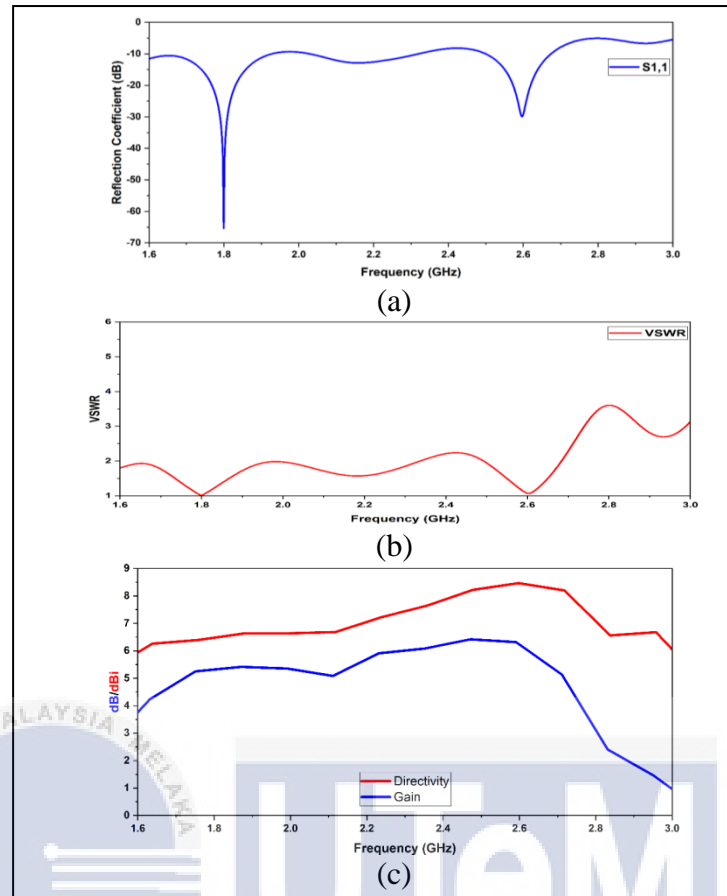 0
-10
-20
-30
-40
-50
-60
-70
Reflection Coefficient (dB)
S1,1
1.6 1.8 2.0 2.2 2.4 2.6 2.8 3.0
Frequency (GHz)
(a)
6
5
4
3
2
1
VSWR
VSWR
1.6 1.8 2.0 2.2 2.4 2.6 2.8 3.0
Frequency (GHz)
(b)
9
8
7
6
5
4
3
2
1
0
dB/dBi
Directivity
Gain
1.6 1.8 2.0 2.2 2.4 2.6 2.8 3.0
Frequency (GHz)
(c)
ALAYSIA MELAKA
UTeM